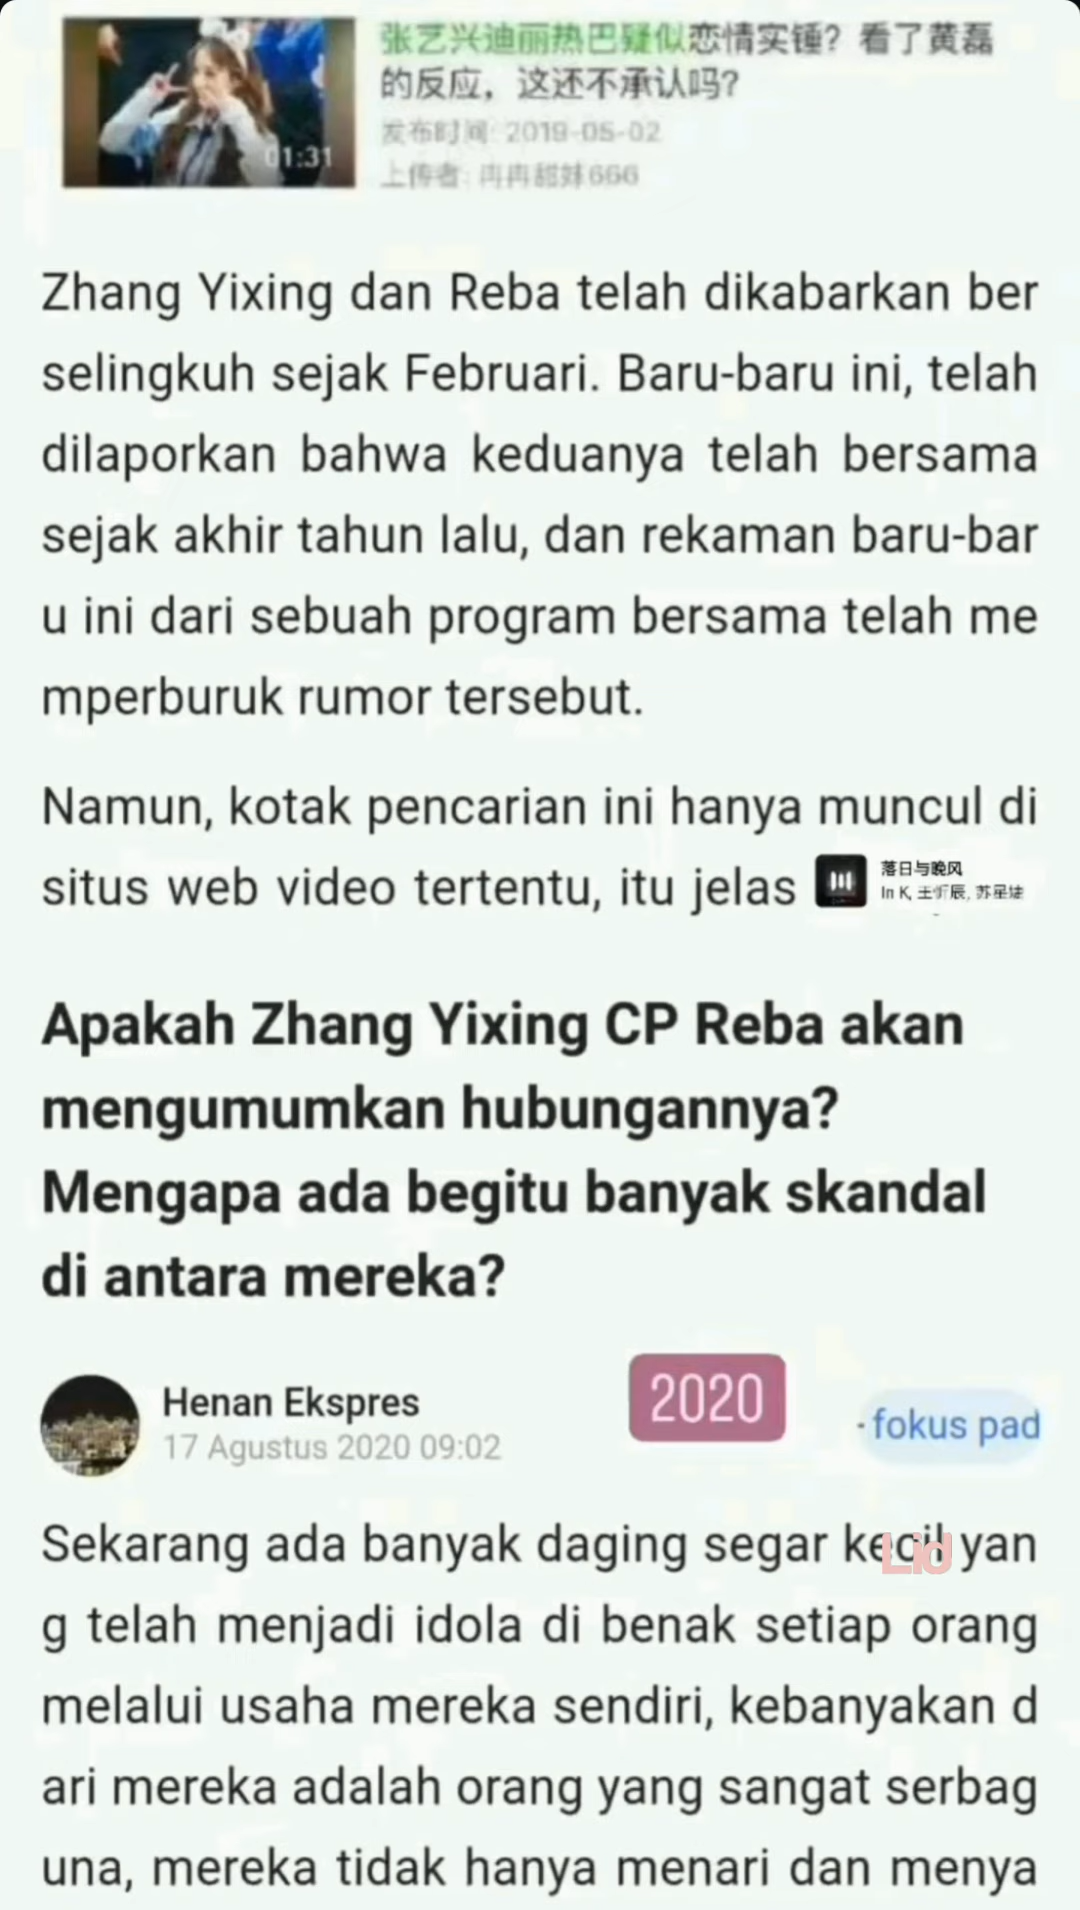 张艺兴迪丽热巴疑似恋情实锤？看了黄磊
的反应，这还不承认吗？
01:31
发布时间: 2019-05-02
上传者: 冉冉甜妹666
Zhang Yixing dan Reba telah dikabarkan ber
selingkuh sejak Februari. Baru-baru ini, telah
dilaporkan bahwa keduanya telah bersama
sejak akhir tahun lalu, dan rekaman baru-bar
u ini dari sebuah program bersama telah me
mperburuk rumor tersebut.
Namun, kotak pencarian ini hanya muncul di
situs web video tertentu, itu jelas
落日与晚风
In K, 王忻辰, 苏星婕
Apakah Zhang Yixing CP Reba akan
mengumumkan hubungannya?
Mengapa ada begitu banyak skandal
di antara mereka?
Henan Ekspres
17 Agustus 2020 09:02
2020
·fokus pad
Sekarang ada banyak daging segar kecil yan
Lid
g telah menjadi idola di benak setiap orang
melalui usaha mereka sendiri, kebanyakan d
ari mereka adalah orang yang sangat serbag
una, mereka tidak hanya menari dan menya